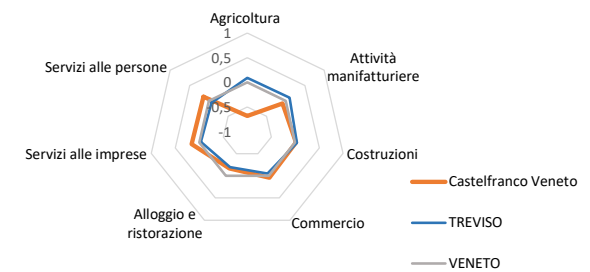 Agricoltura
1
0,5
0
-0,5
-1
Attività
manifatturiere
Costruzioni
Commercio
Alloggio e
ristorazione
Servizi alle imprese
Servizi alle persone
Castelfranco Veneto
TREVISO
VENETO